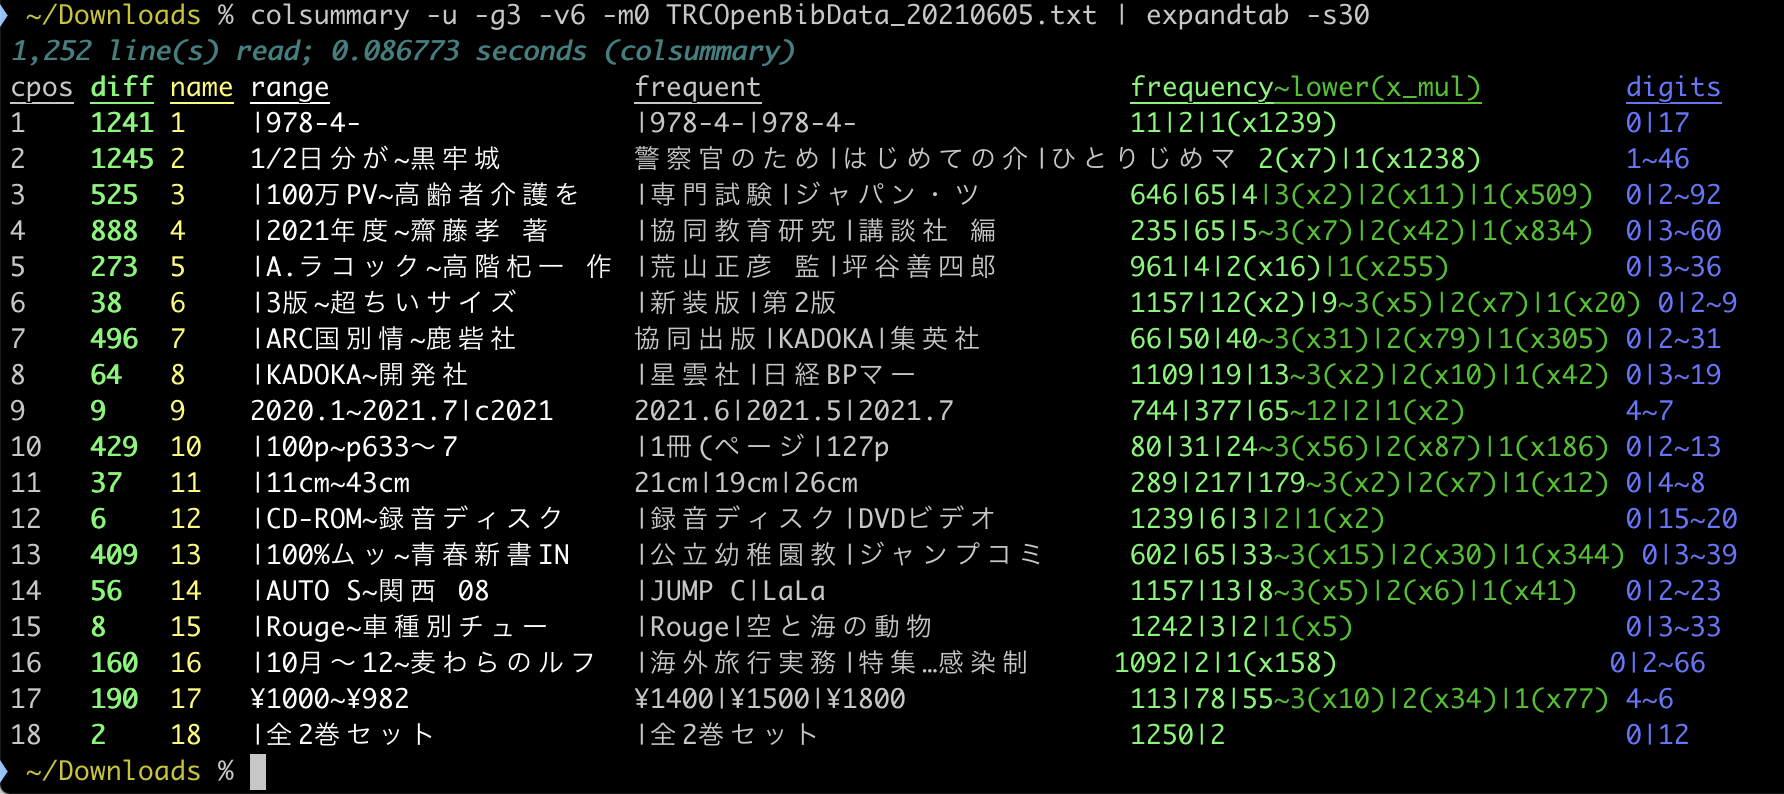 ~/Downloads % colsummary -u -g3 -v6 -m0 TRCOpenBibData_20210605.txt | expandtab -s30
1,252 line(s) read; 0.086773 seconds (colsummary)
cpos diff name range frequent frequency~lower(x_mul) digits
1 1241 1 |978-4- |978-4-|978-4- 11|2|1(x1239) 0|17
2 1245 2 1/2日分が~黒牢城 警察官のため|はじめての介|ひとりじめマ 2(x7)|1(x1238) 1~46
3 525 3 |100万PV~高齢者介護を |専門試験|ジャパン・ツ 646|65|4|3(x2)|2(x11)|1(x509) 0|2~92
4 888 4 |2021年度~齋藤孝 著 |協同教育研究|講談社 編 235|65|5~3(x7)|2(x42)|1(x834) 0|3~60
5 273 5 |A.ラコック~高階杞一 作 |荒山正彦 監|坪谷善四郎 961|4|2(x16)|1(x255) 0|3~36
6 38 6 |3版~超ちいサイズ |新装版|第2版 1157|12(x2)|9~3(x5)|2(x7)|1(x20) 0|2~9
7 496 7 |ARC国別情~鹿砦社 協同出版|KADOKA|集英社 66|50|40~3(x31)|2(x79)|1(x305) 0|2~31
8 64 8 |KADOKA~開発社 |星雲社|日経BPマー 1109|19|13~3(x2)|2(x10)|1(x42) 0|3~19
9 9 9 2020.1~2021.7|c2021 2021.6|2021.5|2021.7 744|377|65~12|2|1(x2) 4~7
10 429 10 |100p~p633〜7 |1冊(ページ|127p 80|31|24~3(x56)|2(x87)|1(x186) 0|2~13
11 37 11 |11cm~43cm 21cm|19cm|26cm 289|217|179~3(x2)|2(x7)|1(x12) 0|4~8
12 6 12 |CD-ROM~録音ディスク |録音ディスク|DVDビデオ 1239|6|3|2|1(x2) 0|15~20
13 409 13 |100%ムッ~青春新書IN |公立幼稚園教|ジャンプコミ 602|65|33~3(x15)|2(x30)|1(x344) 0|3~39
14 56 14 |AUTO S~関西 08 |JUMP C|LaLa 1157|13|8~3(x5)|2(x6)|1(x41) 0|2~23
15 8 15 |Rouge~車種別チュー |Rouge|空と海の動物 1242|3|2|1(x5) 0|3~33
16 160 16 |10月〜12~麦わらのルフ |海外旅行実務|特集…感染制 1092|2|1(x158) 0|2~66
17 190 17 ¥1000~¥982 ¥1400|¥1500|¥1800 113|78|55~3(x10)|2(x34)|1(x77) 4~6
18 2 18 |全2巻セット |全2巻セット 1250|2 0|12
~/Downloads %